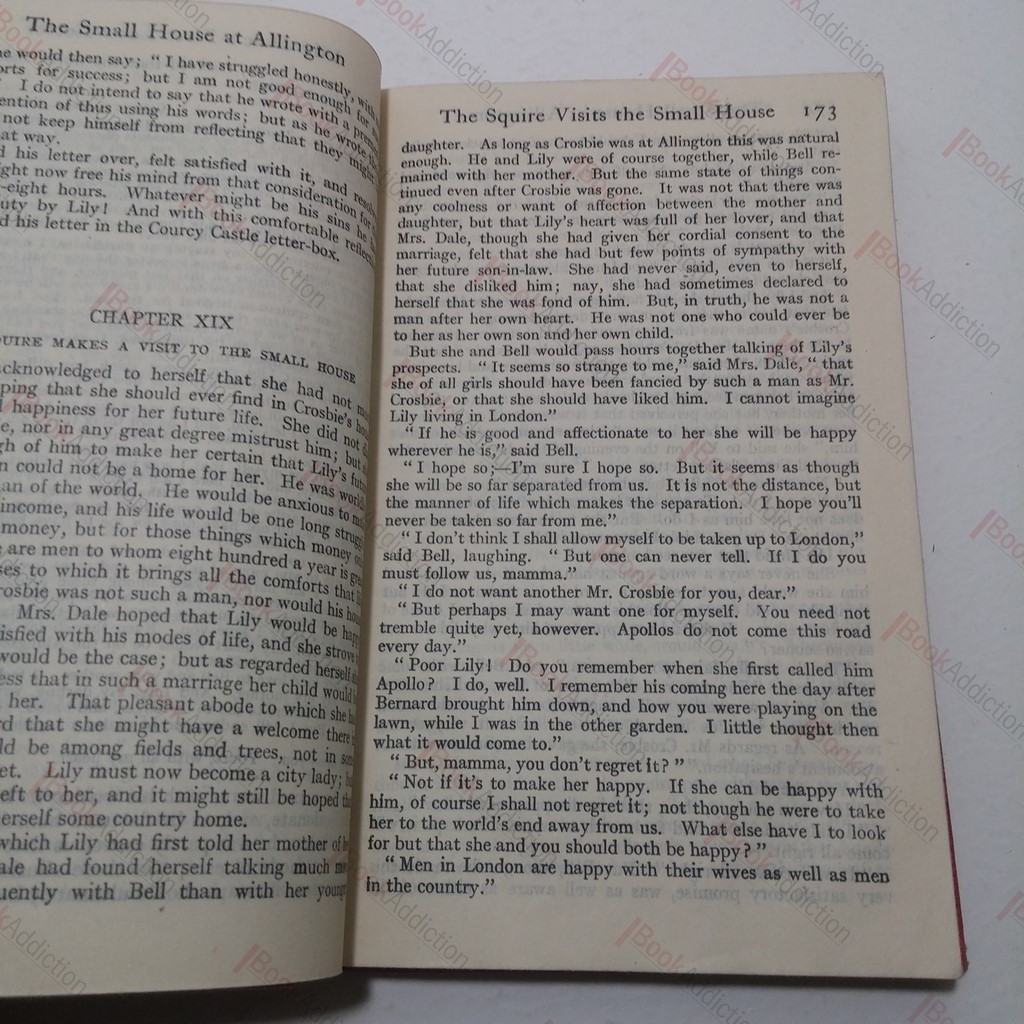 The Small House at Allington
would then say; “ I have struggled honestly,
for success; but I am not good enough for
I do not intend to say that he wrote with a
of thus using his words; but as he wrote
not keep himself from reflecting that they might
at way.
his letter over, felt satisfied with it, and
now free his mind from that consideration for
-eight hours. Whatever might be his sins he
by Lily! And with this comfortable
his letter in the Courcy Castle letter-box.
CHAPTER XIX
MAKES A VISIT TO THE SMALL HOUSE
acknowledged to herself that she had not
that she should ever find in Crosbie's
happiness for her future life. She did not
nor in any great degree mistrust him; but
of him to make her certain that Lily's
could not be a home for her. He was
an of the world. He would be anxious to
income, and his life would be one long
money, but for those things which money
are men to whom eight hundred a year is
to which it brings all the comforts that
Crosbie was not such a man, nor would his
Mrs. Dale hoped that Lily would be
with his modes of life, and she strove
would be the case; but as regarded herself
that in such a marriage her child would
her. That pleasant abode to which she
that she might have a welcome there
be among fields and trees, not in
Lily must now become a city lady;
left to her, and it might still be hoped
herself some country home.
which Lily had first told her mother of
had found herself talking much
with Bell than with her
The Squire Visits the Small House 173
daughter. As long as Crosbie was at Allington this was natural
enough. He and Lily were of course together, while Bell re-
mained with her mother. But the same state of things con-
tinued even after Crosbie was gone. It was not that there was
any coolness or want of affection between the mother and
daughter, but that Lily's heart was full of her lover, and that
Mrs. Dale, though she had given her cordial consent to the
marriage, felt that she had but few points of sympathy with
her future son-in-law. She had never said, even to herself,
that she disliked him; nay, she had sometimes declared to
herself that she was fond of him. But, in truth, he was not a
man after her own heart. He was not one who could ever be
to her as her own son and her own child.
But she and Bell would pass hours together talking of Lily's
prospects. “ It seems so strange to me,” said Mrs. Dale, “ that
she of all girls should have been fancied by such a man as Mr.
Crosbie, or that she should have liked him. I cannot imagine
Lily living in London.”
“ If he is good and affectionate to her she will be happy
wherever he is,” said Bell.
“ I hope so;—I'm sure I hope so. But it seems as though
she will be so far separated from us. It is not the distance, but
the manner of life which makes the separation. I hope you'll
never be taken so far from me.”
“ I don't think I shall allow myself to be taken up to London,”
said Bell, laughing. “ But one can never tell. If I do you
must follow us, mamma.”
“ I do not want another Mr. Crosbie for you, dear.”
“ But perhaps I may want one for myself. You need not
tremble quite yet, however. Apollos do not come this road
every day.”
“ Poor Lily! Do you remember when she first called him
Apollo? I do, well. I remember his coming here the day after
Bernard brought him down, and how you were playing on the
lawn, while I was in the other garden. I little thought then
what it would come to.”
“ But, mamma, you don't regret it? ”
“ Not if it's to make her happy. If she can be happy with
him, of course I shall not regret it; not though he were to take
her to the world's end away from us. What else have I to look
for but that she and you should both be happy? ”
“ Men in London are happy with their wives as well as men
in the country.”
BookAddiction